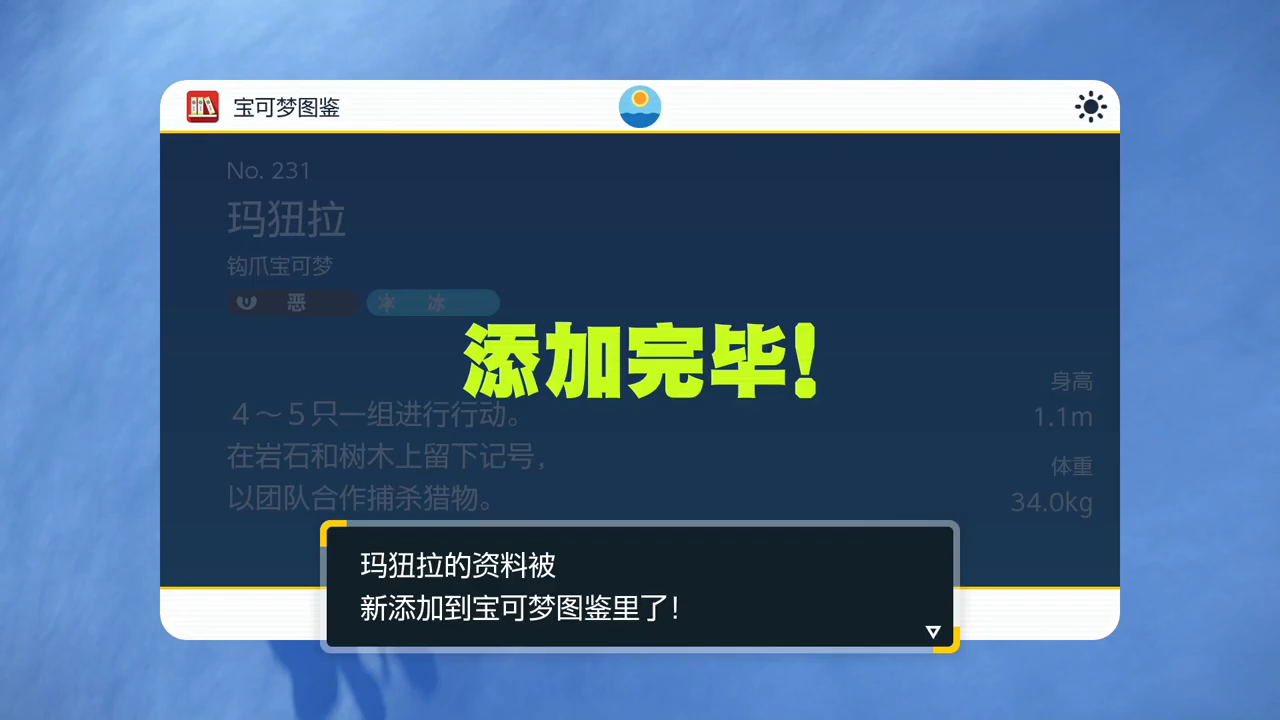 宝可梦图鉴
No. 231
玛狃拉
钩爪宝可梦
恶
冰
添加完毕!
身高
4～5只一组进行行动。
1.1m
在岩石和树木上留下记号，
体重
以团队合作捕杀猎物。
34.0kg
玛狃拉的资料被
新添加到宝可梦图鉴里了!